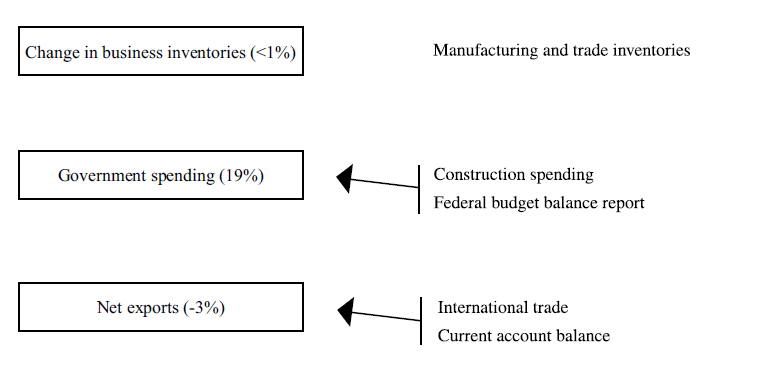 Change in business inventories (<1%)
Manufacturing and trade inventories
Government spending (19%)
Construction spending
Federal budget balance report
Net exports (-3%)
International trade
Current account balance